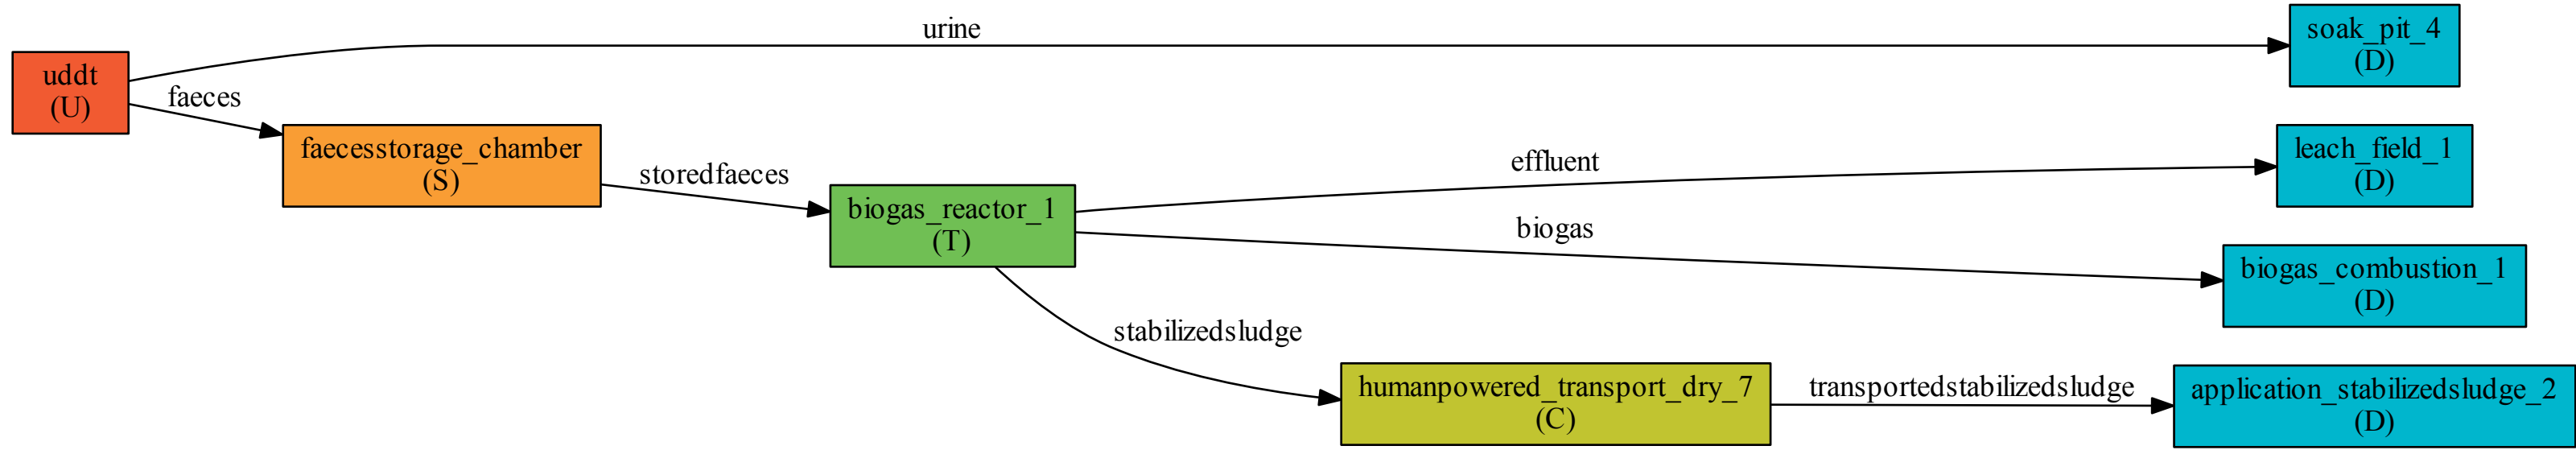 urine
soak_pit_4
(D)
uddt
(U)
faeces
faecesstorage_chamber
(S)
storedfaeces
effluent
leach_field_1
(D)
biogas_reactor_1
(T)
biogas
biogas_combustion_1
(D)
stabilizedsludge
humanpowered_transport_dry_7
(C)
transportedstabilizedsludge
application_stabilizedsludge_2
(D)